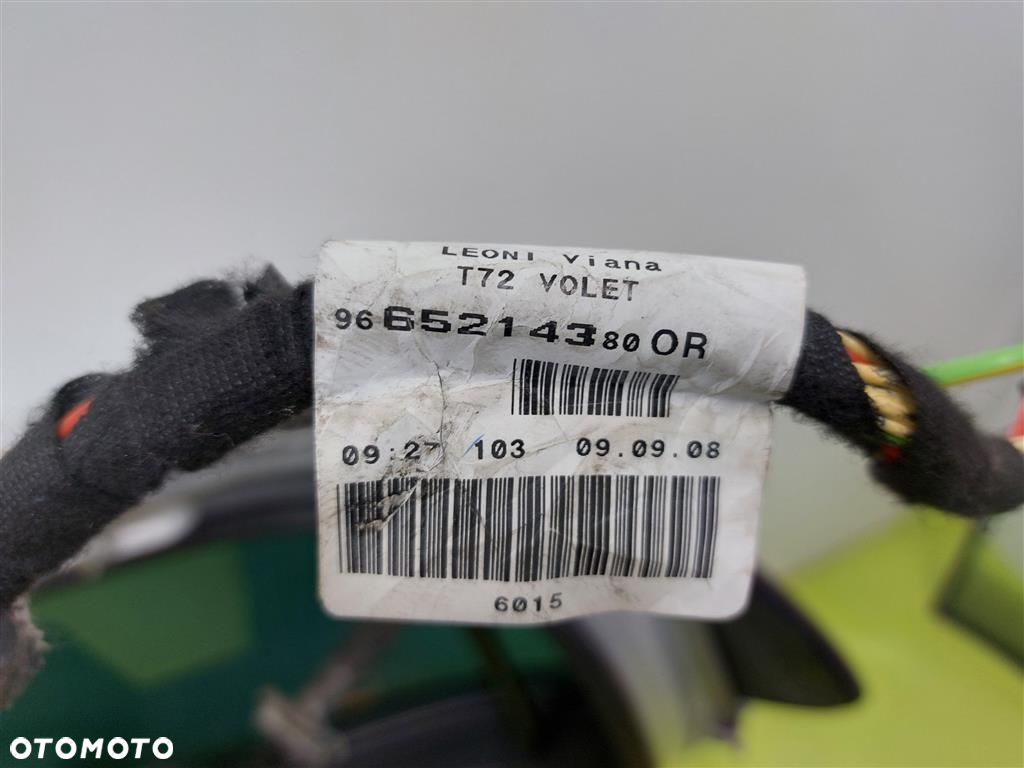 LEONI Viana
T72 VOLET
96 652143 80 OR
09:27 103 09.09.08
6015
OTOMOTO